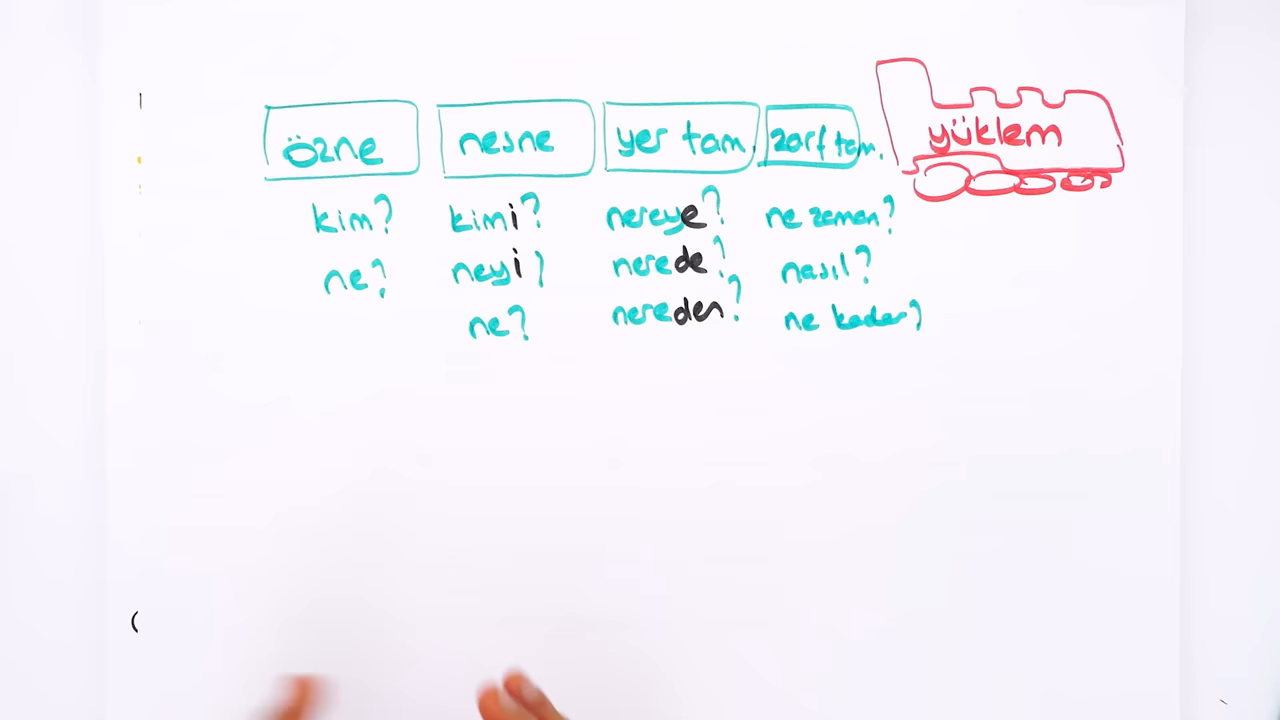 özne nesne yer tam. zarf tam. yüklem
kim? kimi? nereye? ne zaman?
ne? neyi? nerede? nasıl?
ne? nereden? ne kadar?